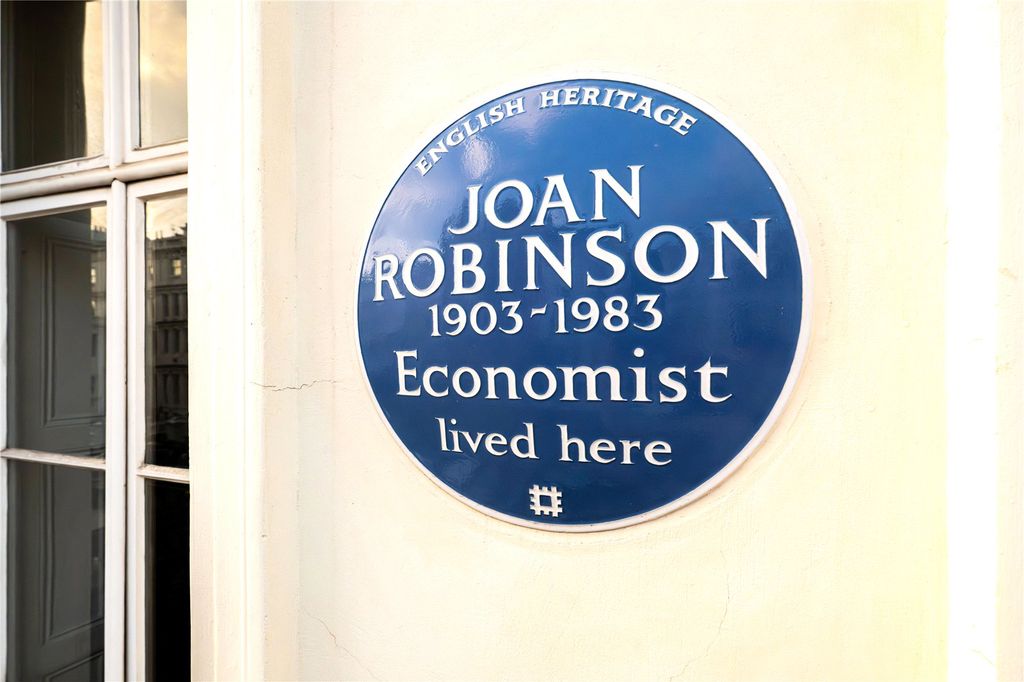 ENGLISH HERITAGE
JOAN
ROBINSON
1903-1983
Economist
lived here